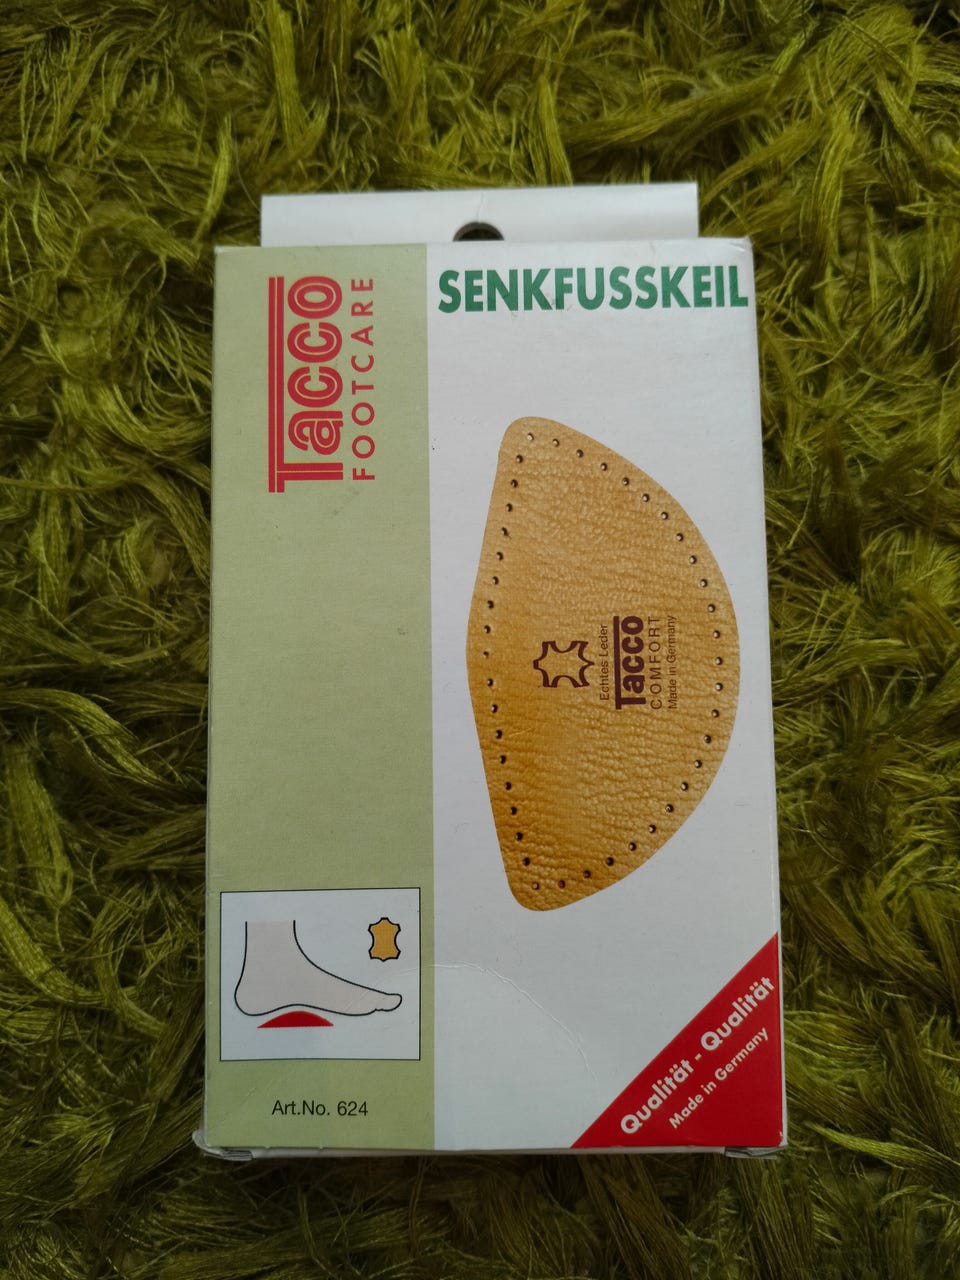 Tacco
FOOTCARE
SENKFUSSKEIL
Echtes Leder
Tacco
COMFORT
Made in Germany
Art.No. 624
Qualität - Qualität
Made in Germany